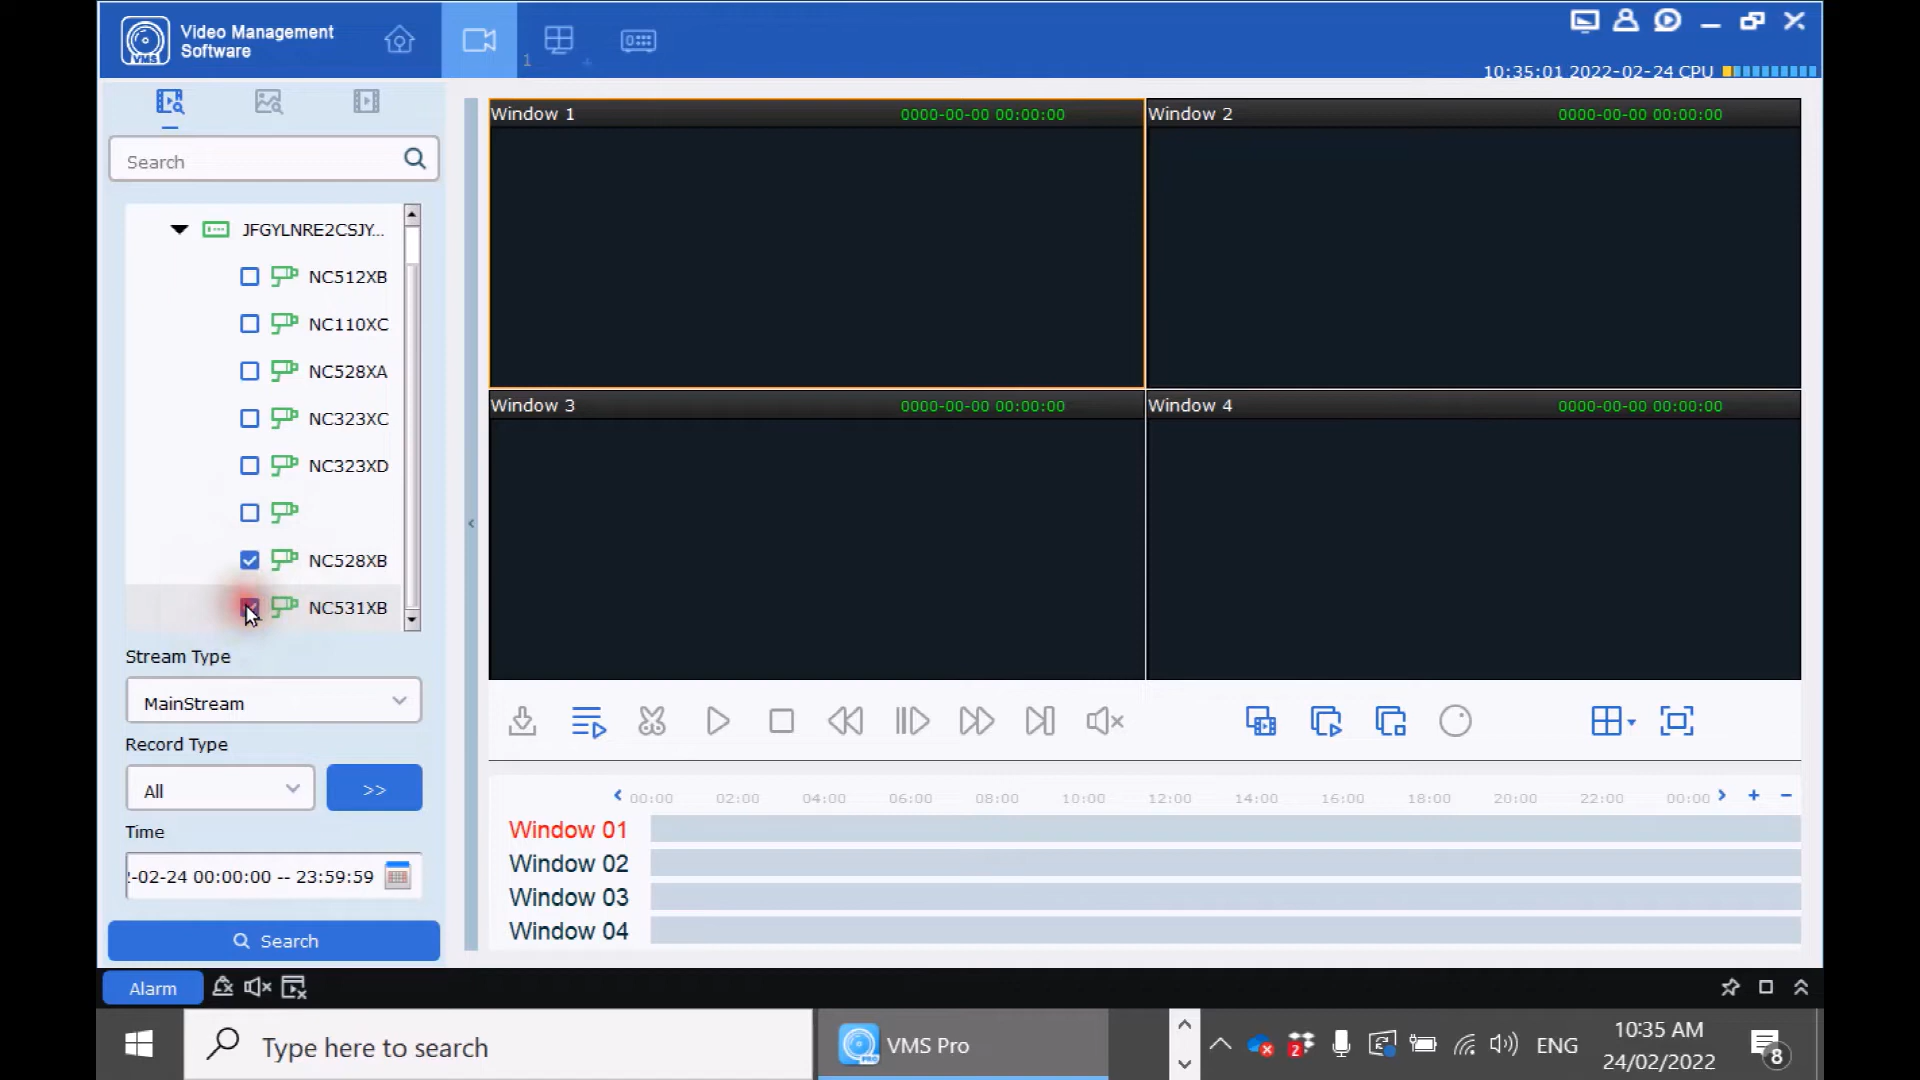 Video Management
Software
VMS
1
10:35:01 2022-02-24 CPU
Search
JFGYLNRE2CSJY...
NC512XB
NC110XC
NC528XA
NC323XC
NC323XD
NC528XB
NC531XB
Stream Type
MainStream
Record Type
All
>>
Time
-02-24 00:00:00 -- 23:59:59
Search
Window 1
0000-00-00 00:00:00
Window 2
0000-00-00 00:00:00
Window 3
0000-00-00 00:00:00
Window 4
0000-00-00 00:00:00
00:00 02:00 04:00 06:00 08:00 10:00 12:00 14:00 16:00 18:00 20:00 22:00 00:00
Window 01
Window 02
Window 03
Window 04
Alarm
Type here to search
PRO
VMS Pro
2
ENG
10:35 AM
24/02/2022
8